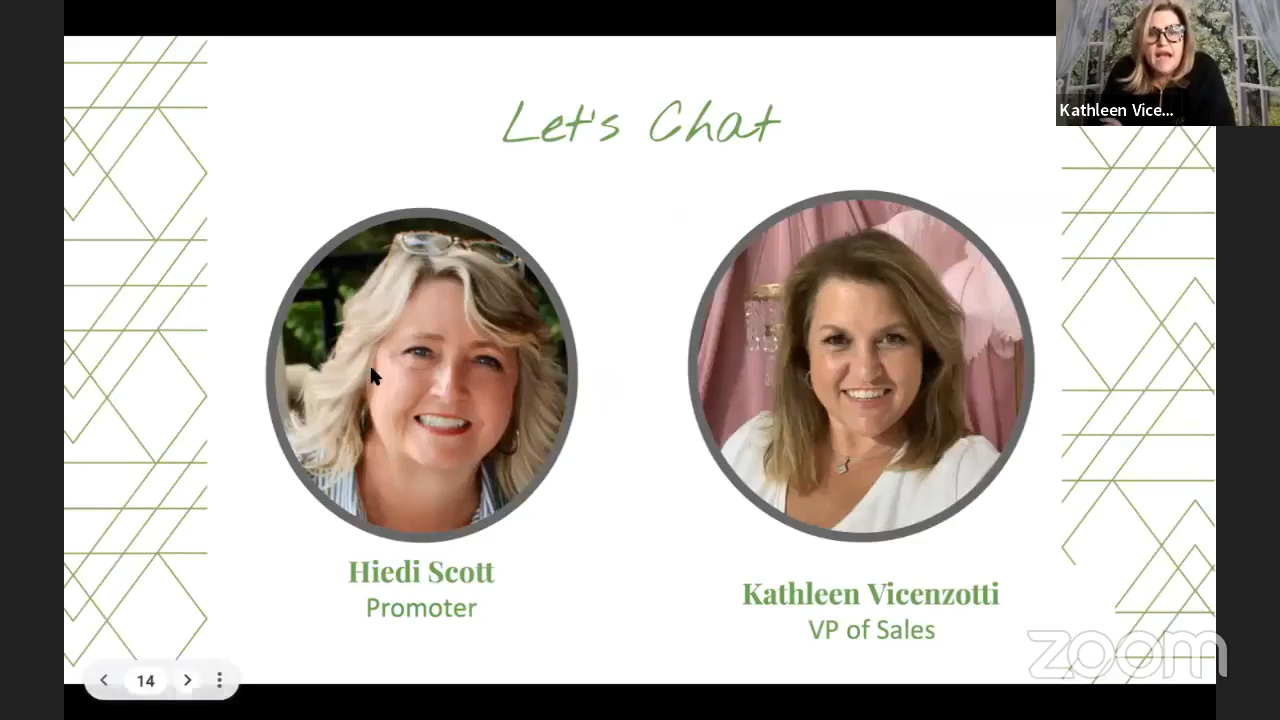 Let's Chat
Kathleen Vice...
Hiedi Scott
Promoter
Kathleen Vicenzotti
VP of Sales
zoom
14